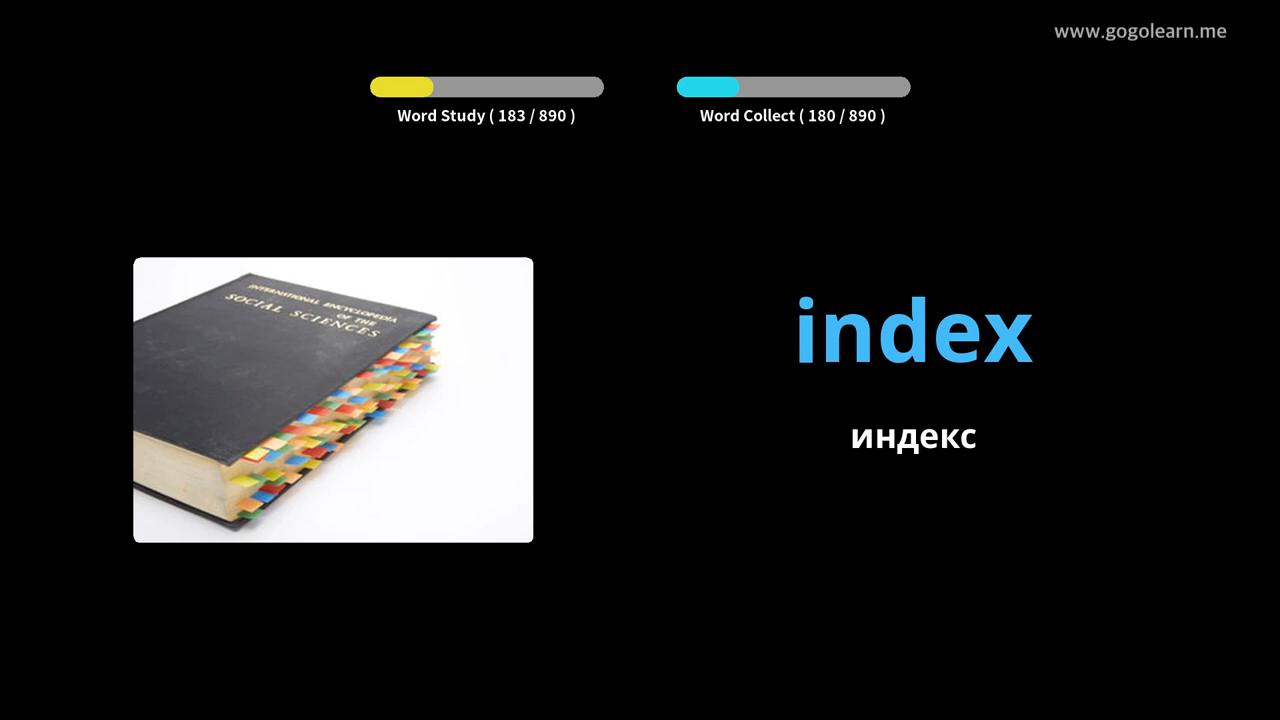 www.gogolearn.me
Word Study ( 183 / 890 )
Word Collect ( 180 / 890 )
INTERNATIONAL ENCYCLOPEDIA
OF THE
SOCIAL SCIENCES
index
индекс